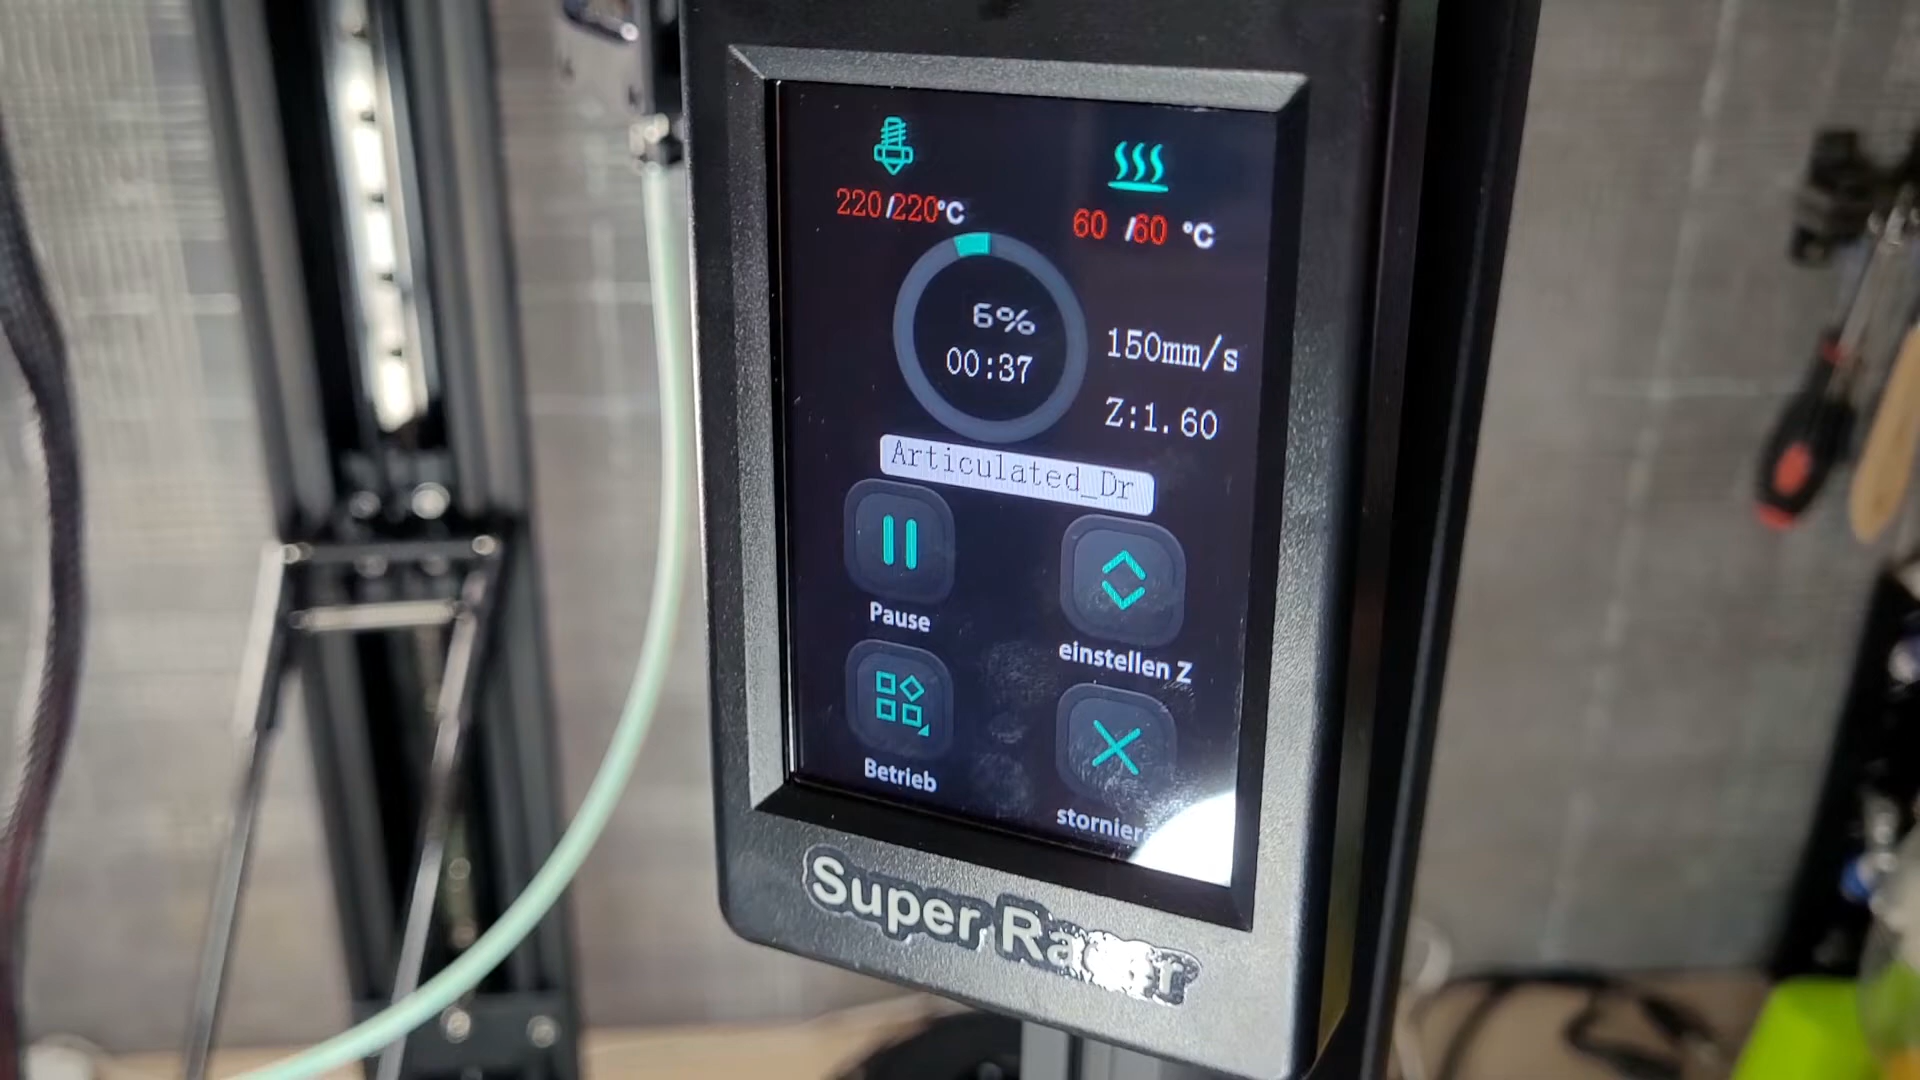 220/220°C
60 /60 °C
6%
00:37
150mm/s
Z:1.60
Articulated_Dr
Pause
einstellen Z
Betrieb
Super